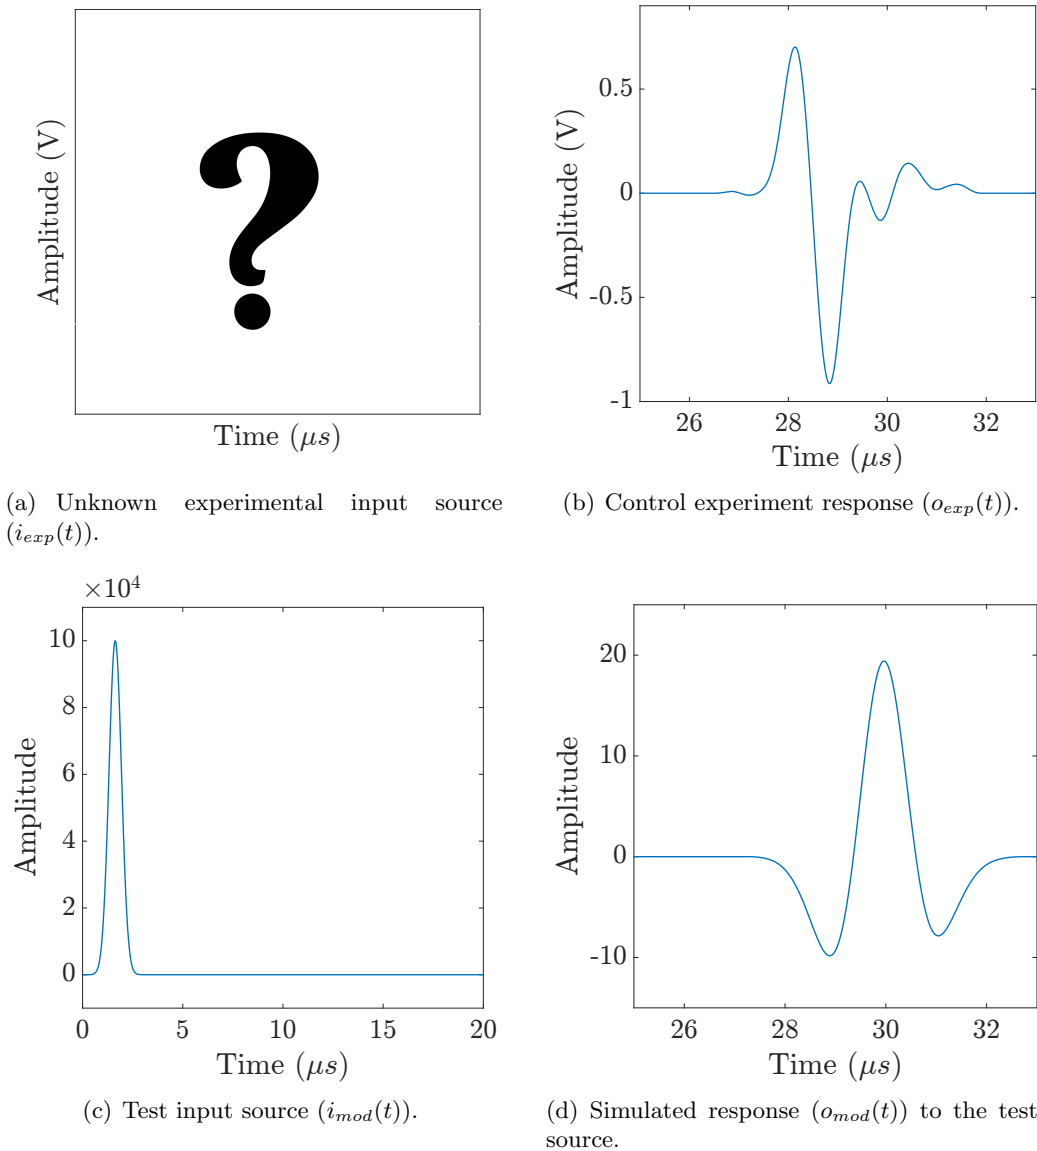 Amplitude (V)
?
Time (μs)
(a) Unknown experimental input source
(i_exp(t)).
Amplitude (V)
0.5
0
-0.5
-1
26 28 30 32
Time (μs)
(b) Control experiment response (o_exp(t)).
×10^4
Amplitude
10
8
6
4
2
0
0 5 10 15 20
Time (μs)
(c) Test input source (i_mod(t)).
Amplitude
20
10
0
-10
26 28 30 32
Time (μs)
(d) Simulated response (o_mod(t)) to the test
source.